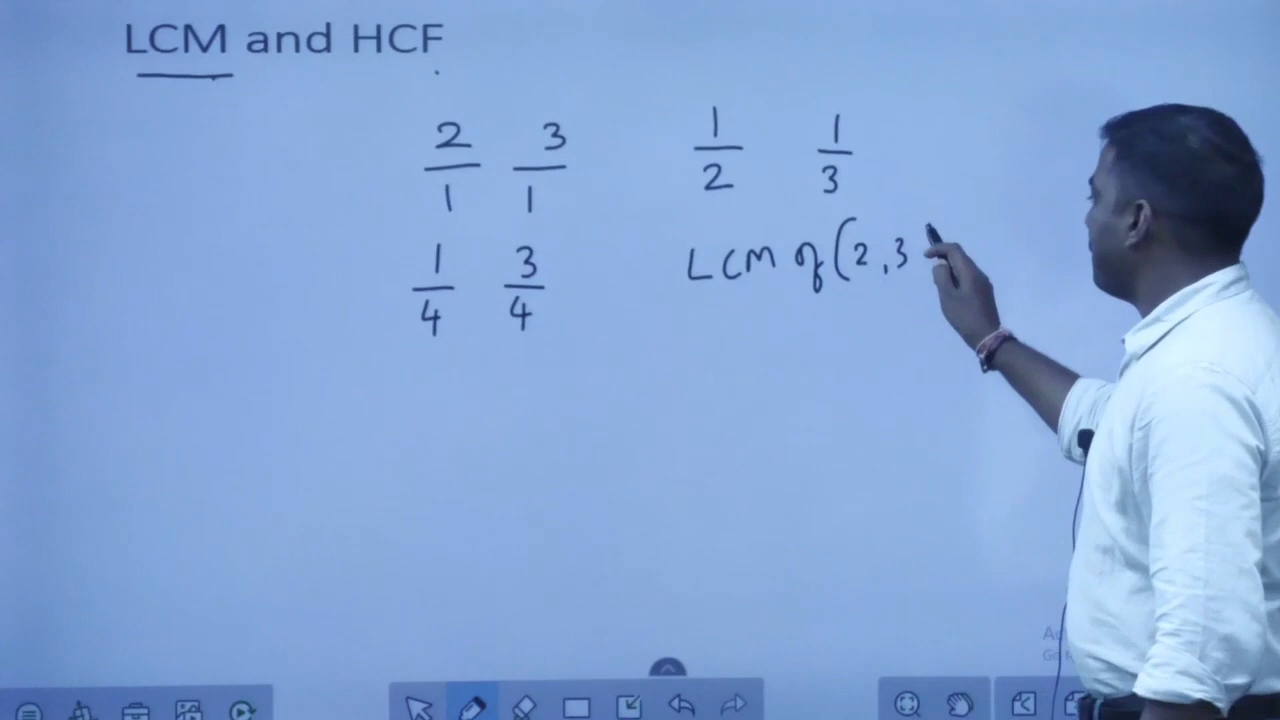 LCM and HCF
2/1 3/1 1/2 1/3
LCM of (2,3
1/4 3/4